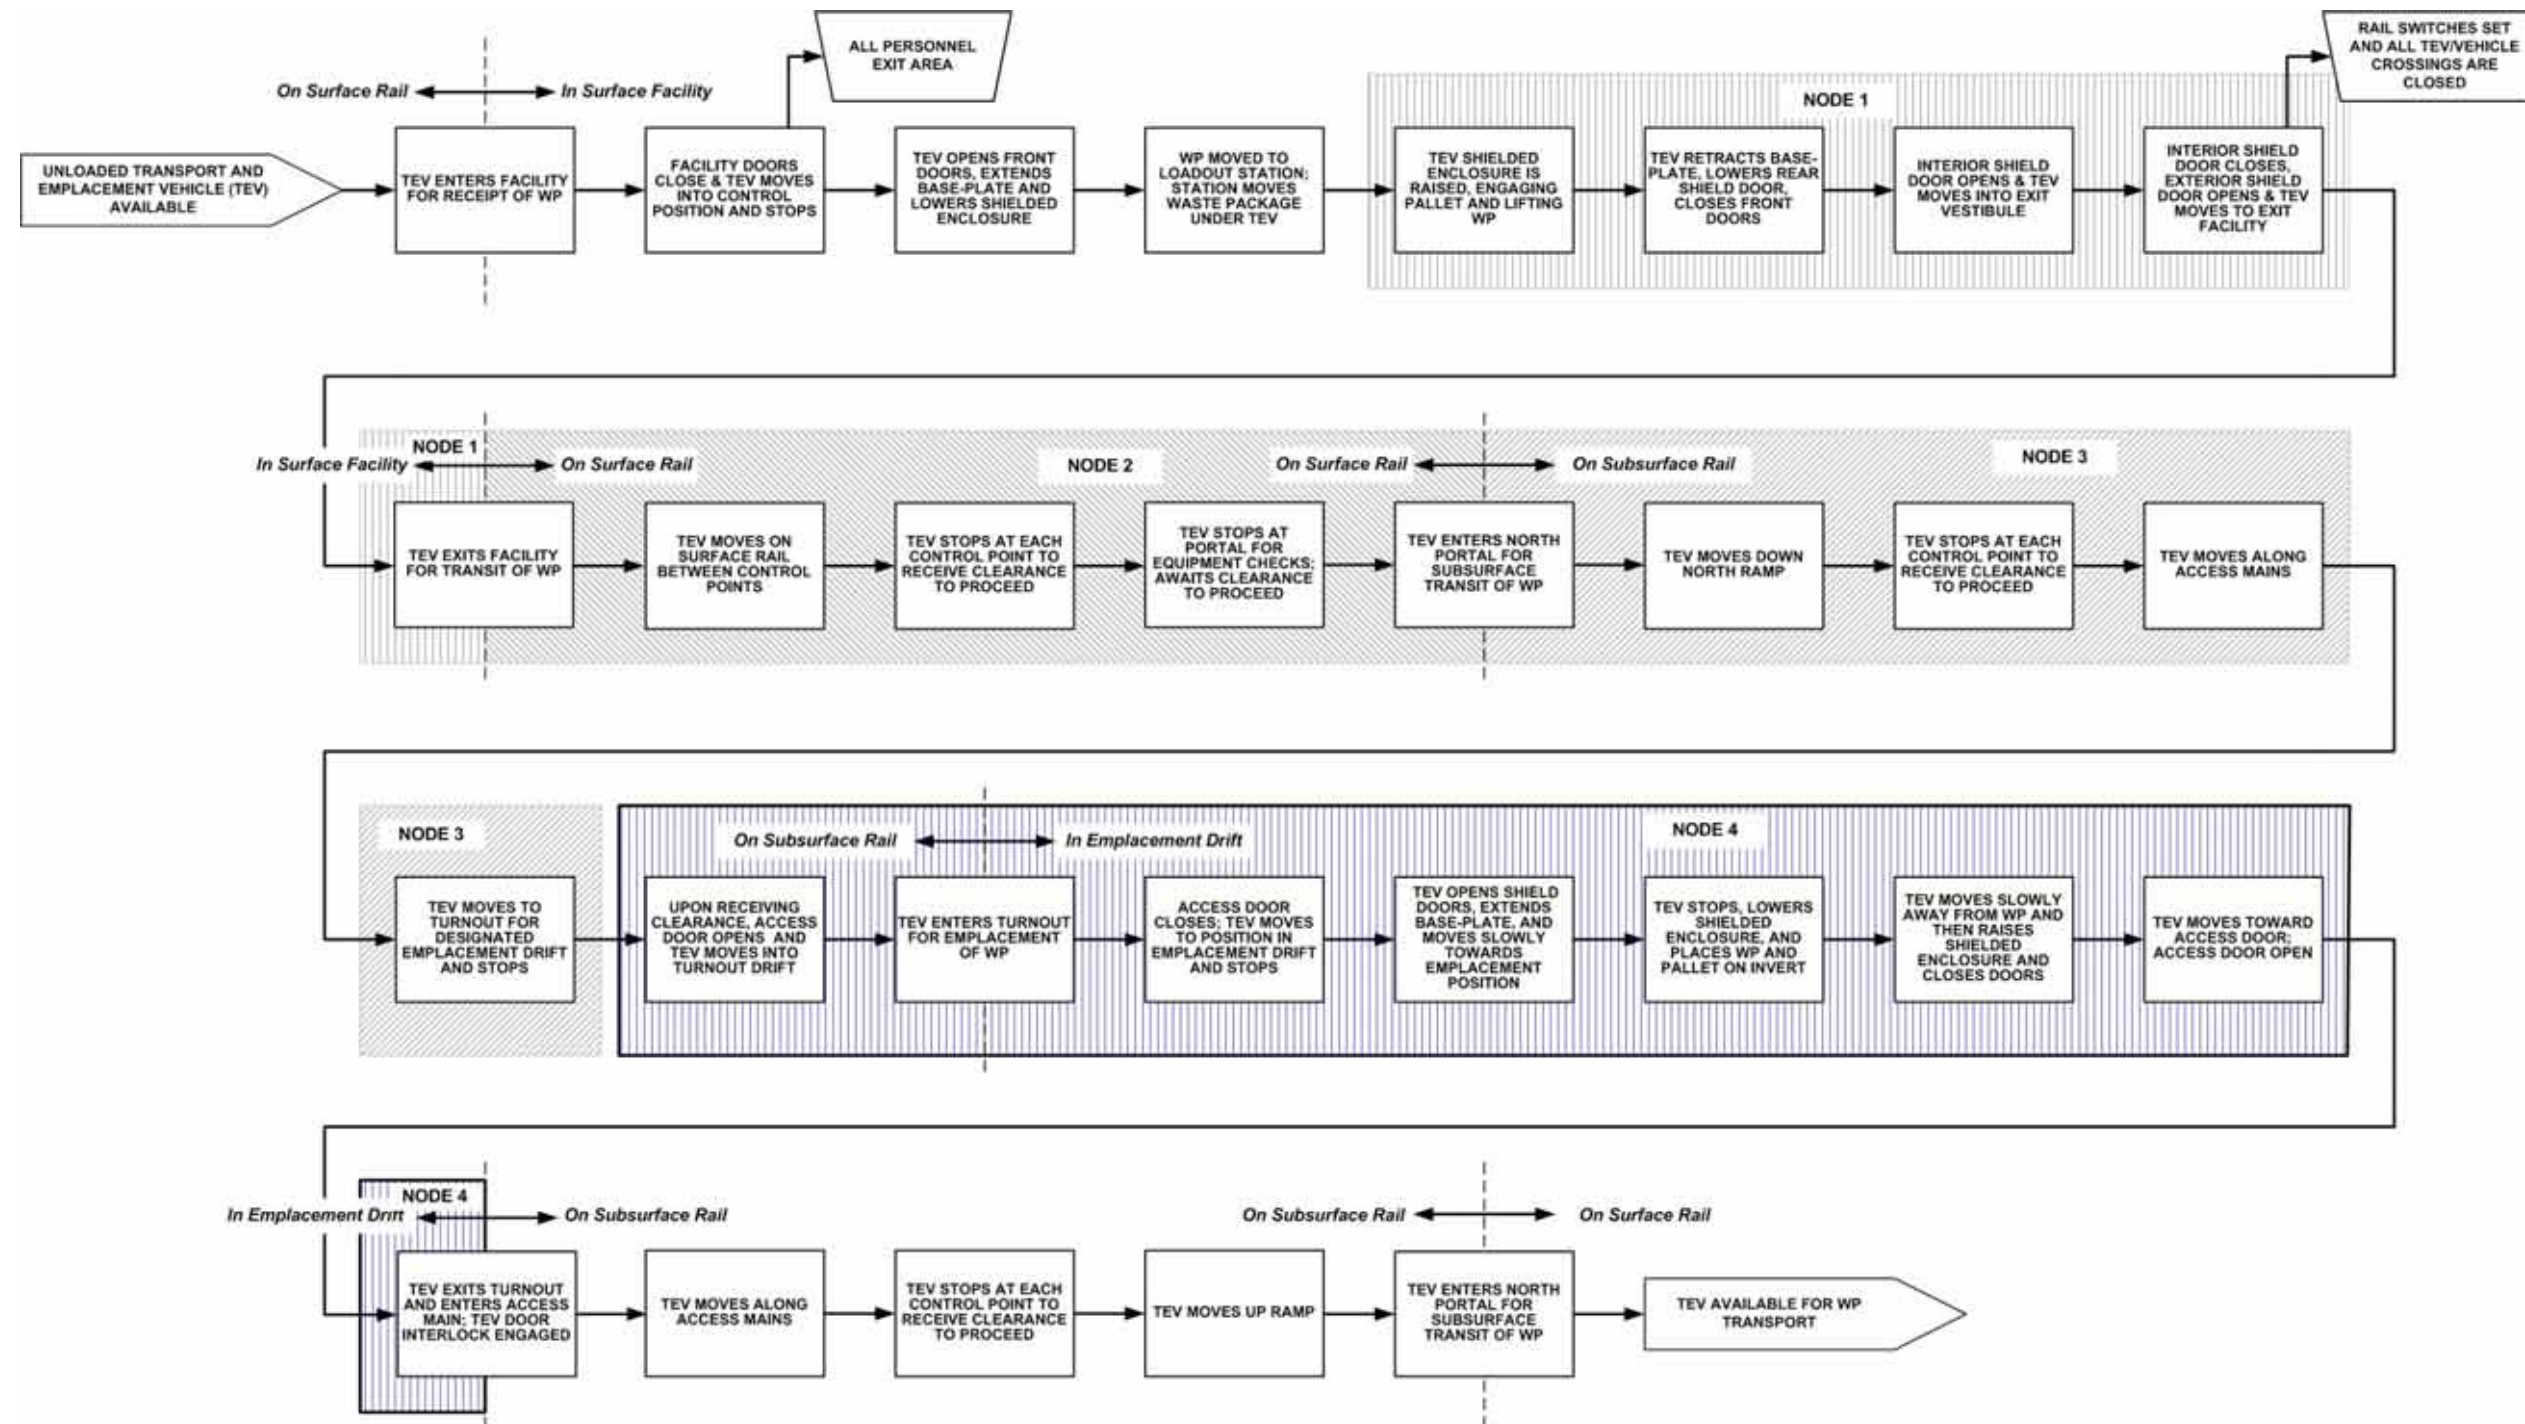 ALL PERSONNEL
EXIT AREA
RAIL SWITCHES SET
AND ALL TEV/VEHICLE
CROSSINGS ARE
CLOSED
On Surface Rail
In Surface Facility
NODE 1
UNLOADED TRANSPORT AND
EMPLACEMENT VEHICLE (TEV)
AVAILABLE
TEV ENTERS FACILITY
FOR RECEIPT OF WP
FACILITY DOORS
CLOSE & TEV MOVES
INTO CONTROL
POSITION AND STOPS
TEV OPENS FRONT
DOORS, EXTENDS
BASE-PLATE AND
LOWERS SHIELDED
ENCLOSURE
WP MOVED TO
LOADOUT STATION;
STATION MOVES
WASTE PACKAGE
UNDER TEV
TEV SHIELDED
ENCLOSURE IS
RAISED, ENGAGING
PALLET AND LIFTING
WP
TEV RETRACTS BASE-
PLATE, LOWERS REAR
SHIELD DOOR,
CLOSES FRONT
DOORS
INTERIOR SHIELD
DOOR OPENS & TEV
MOVES INTO EXIT
VESTIBULE
INTERIOR SHIELD
DOOR CLOSES,
EXTERIOR SHIELD
DOOR OPENS & TEV
MOVES TO EXIT
FACILITY
NODE 1
In Surface Facility
On Surface Rail
NODE 2
On Surface Rail
On Subsurface Rail
NODE 3
TEV EXITS FACILITY
FOR TRANSIT OF WP
TEV MOVES ON
SURFACE RAIL
BETWEEN CONTROL
POINTS
TEV STOPS AT EACH
CONTROL POINT TO
RECEIVE CLEARANCE
TO PROCEED
TEV STOPS AT
PORTAL FOR
EQUIPMENT CHECKS;
AWAITS CLEARANCE
TO PROCEED
TEV ENTERS NORTH
PORTAL FOR
SUBSURFACE
TRANSIT OF WP
TEV MOVES DOWN
NORTH RAMP
TEV STOPS AT EACH
CONTROL POINT TO
RECEIVE CLEARANCE
TO PROCEED
TEV MOVES ALONG
ACCESS MAINS
NODE 3
On Subsurface Rail
In Emplacement Drift
NODE 4
TEV MOVES TO
TURNOUT FOR
DESIGNATED
EMPLACEMENT DRIFT
AND STOPS
UPON RECEIVING
CLEARANCE, ACCESS
DOOR OPENS AND
TEV MOVES INTO
TURNOUT DRIFT
TEV ENTERS TURNOUT
FOR EMPLACEMENT
OF WP
ACCESS DOOR
CLOSES; TEV MOVES
TO POSITION IN
EMPLACEMENT DRIFT
AND STOPS
TEV OPENS SHIELD
DOORS, EXTENDS
BASE-PLATE, AND
MOVES SLOWLY
TOWARDS
EMPLACEMENT
POSITION
TEV STOPS, LOWERS
SHIELDED
ENCLOSURE, AND
PLACES WP AND
PALLET ON INVERT
TEV MOVES SLOWLY
AWAY FROM WP AND
THEN RAISES
SHIELDED
ENCLOSURE AND
CLOSES DOORS
TEV MOVES TOWARD
ACCESS DOOR;
ACCESS DOOR OPEN
NODE 4
In Emplacement Drift
On Subsurface Rail
On Subsurface Rail
On Surface Rail
TEV EXITS TURNOUT
AND ENTERS ACCESS
MAIN; TEV DOOR
INTERLOCK ENGAGED
TEV MOVES ALONG
ACCESS MAINS
TEV STOPS AT EACH
CONTROL POINT TO
RECEIVE CLEARANCE
TO PROCEED
TEV MOVES UP RAMP
TEV ENTERS NORTH
PORTAL FOR
SUBSURFACE
TRANSIT OF WP
TEV AVAILABLE FOR WP
TRANSPORT